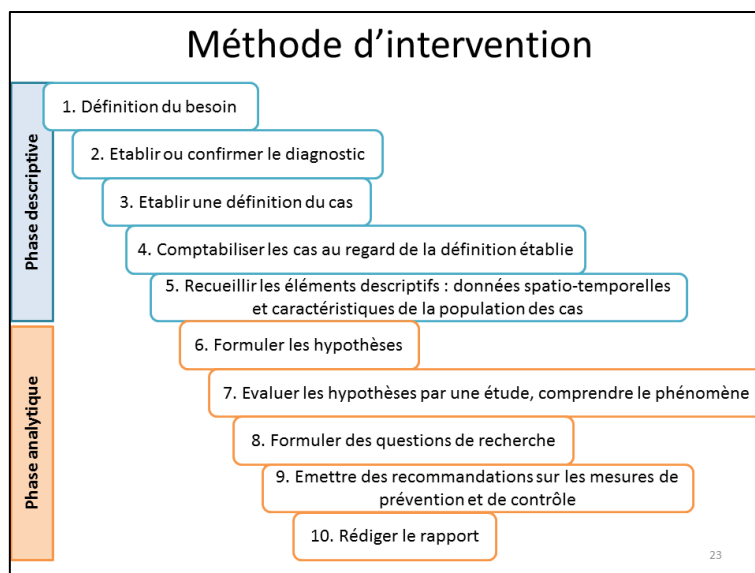 Méthode d’intervention
Phase descriptive
1. Définition du besoin
2. Etablir ou confirmer le diagnostic
3. Etablir une définition du cas
4. Comptabiliser les cas au regard de la définition établie
5. Recueillir les éléments descriptifs : données spatio-temporelles
et caractéristiques de la population des cas
Phase analytique
6. Formuler les hypothèses
7. Evaluer les hypothèses par une étude, comprendre le phénomène
8. Formuler des questions de recherche
9. Emettre des recommandations sur les mesures de
prévention et de contrôle
10. Rédiger le rapport
23